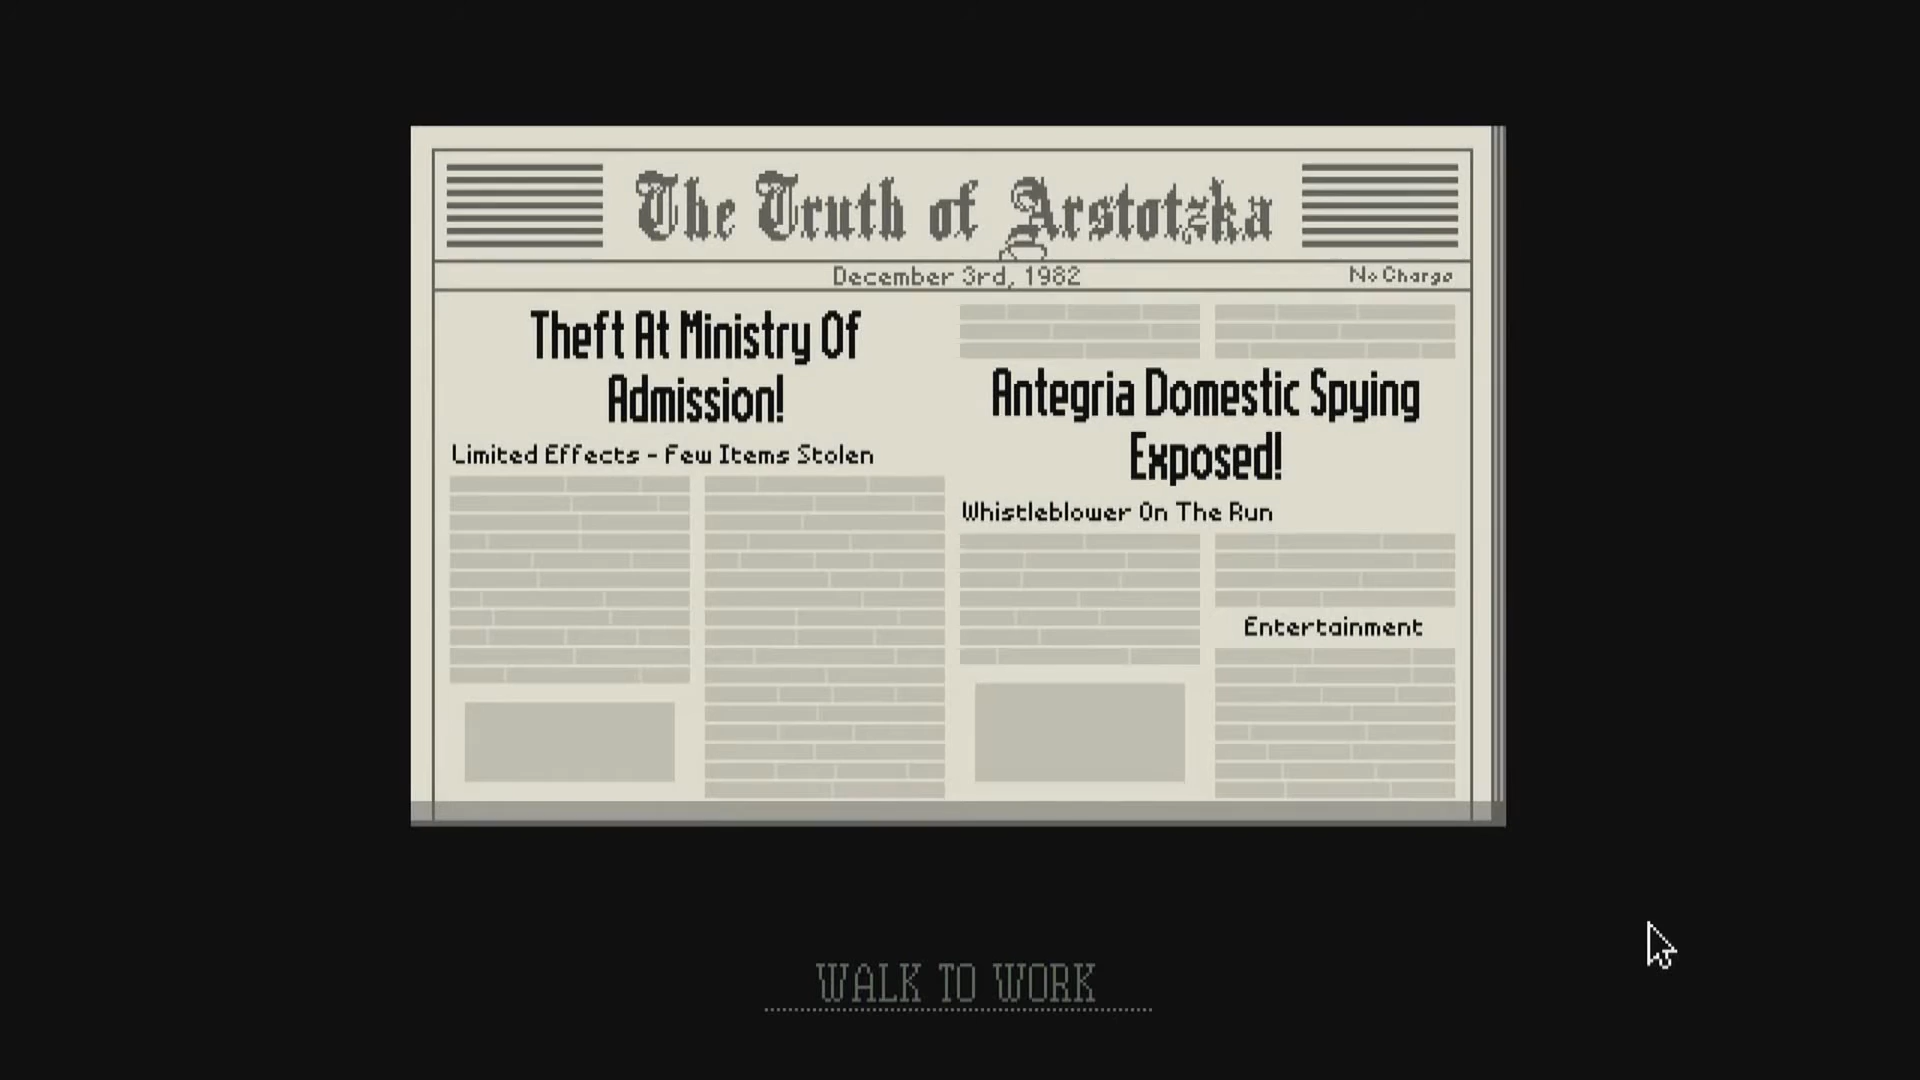 The Truth of Arstotzka
December 3rd, 1982
No Charge
Theft At Ministry Of
Admission!
Limited Effects - Few Items Stolen
Antegria Domestic Spying
Exposed!
Whistleblower On The Run
Entertainment
WALK TO WORK